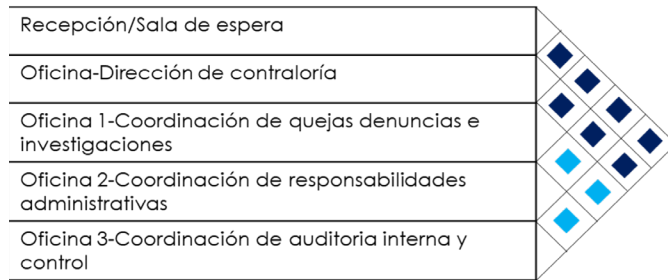 Recepción/Sala de espera
Oficina-Dirección de contraloría
Oficina 1-Coordinación de quejas denuncias e
investigaciones
Oficina 2-Coordinación de responsabilidades
administrativas
Oficina 3-Coordinación de auditoria interna y
control